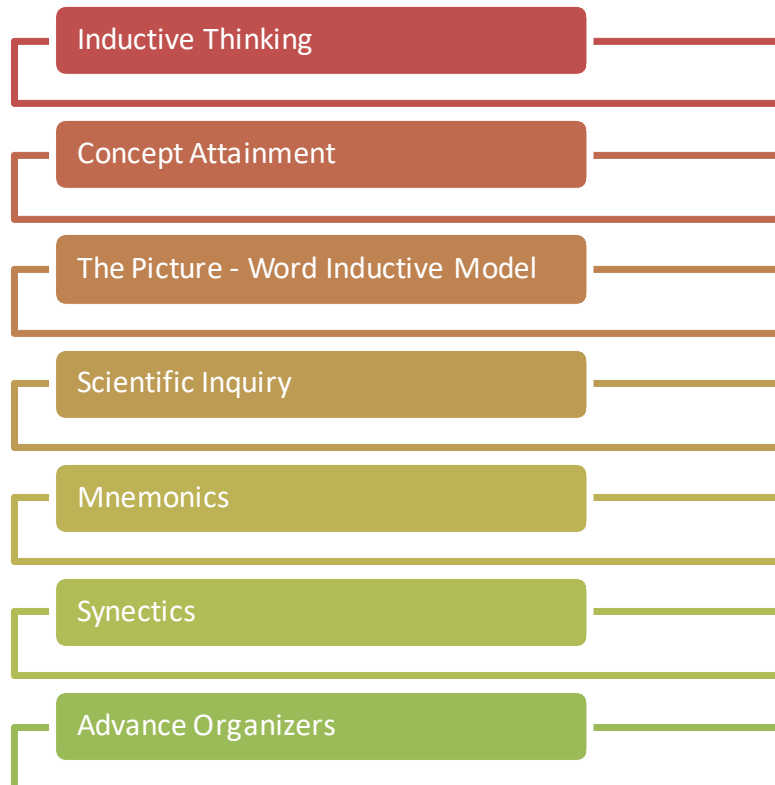 Inductive Thinking
Concept Attainment
The Picture - Word Inductive Model
Scientific Inquiry
Mnemonics
Synectics
Advance Organizers